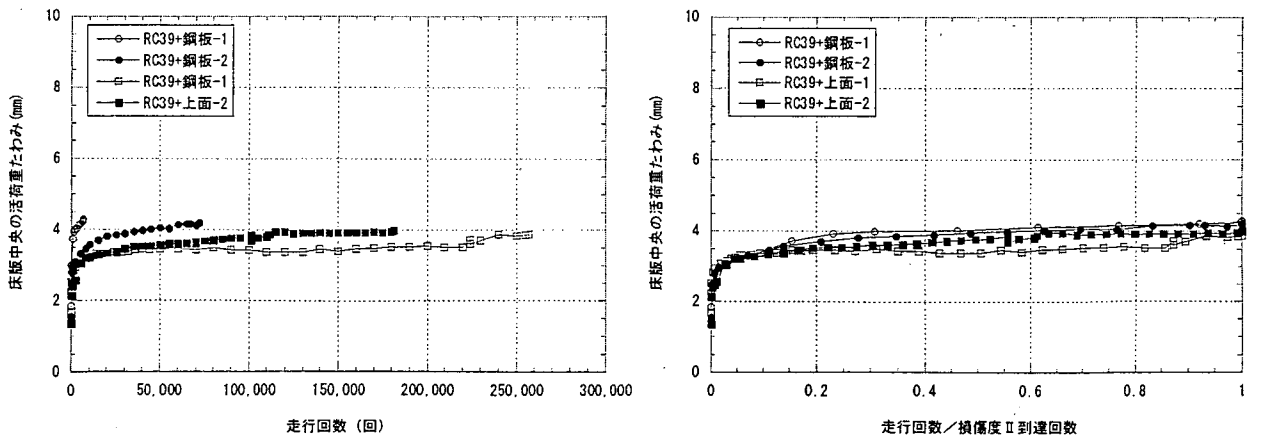 10
8
6
4
2
0
床版中央の活荷重たわみ(mm)
RC39+鋼板-1
RC39+鋼板-2
RC39+鋼板-1
RC39+上面-2
0
50,000
100,000
150,000
200,000
250,000
300,000
走行回数 (回)
10
8
6
4
2
0
床版中央の活荷重たわみ(mm)
RC39+鋼板-1
RC39+鋼板-2
RC39+上面-1
RC39+上面-2
0
0.2
0.4
0.6
0.8
1
走行回数/損傷度Ⅱ到達回数